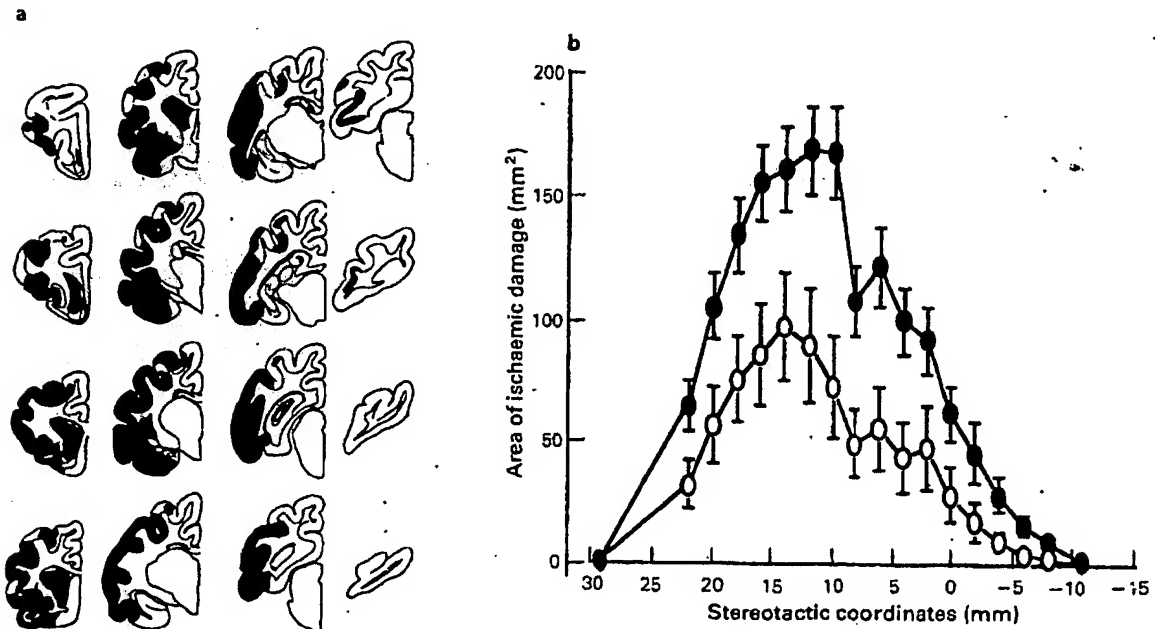 a
b
200
150
100
50
0
30 25 20 15 10 5 0 −5 −10 −15
Area of ischaemic damage (mm²)
Stereotactic coordinates (mm)